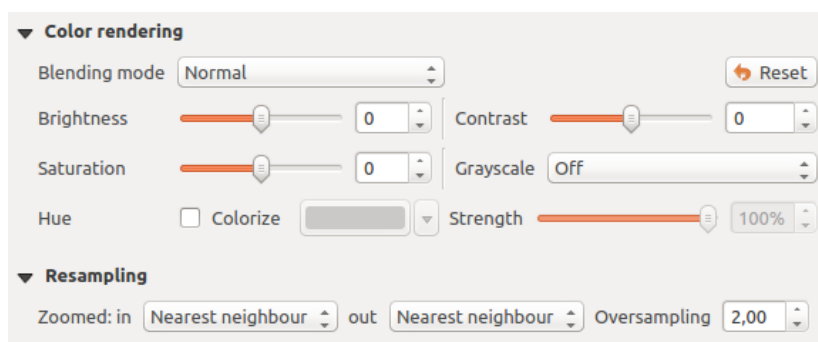 Color rendering
Blending mode Normal Reset
Brightness 0 Contrast 0
Saturation 0 Grayscale Off
Hue Colorize Strength 100%
Resampling
Zoomed: in Nearest neighbour out Nearest neighbour Oversampling 2,00